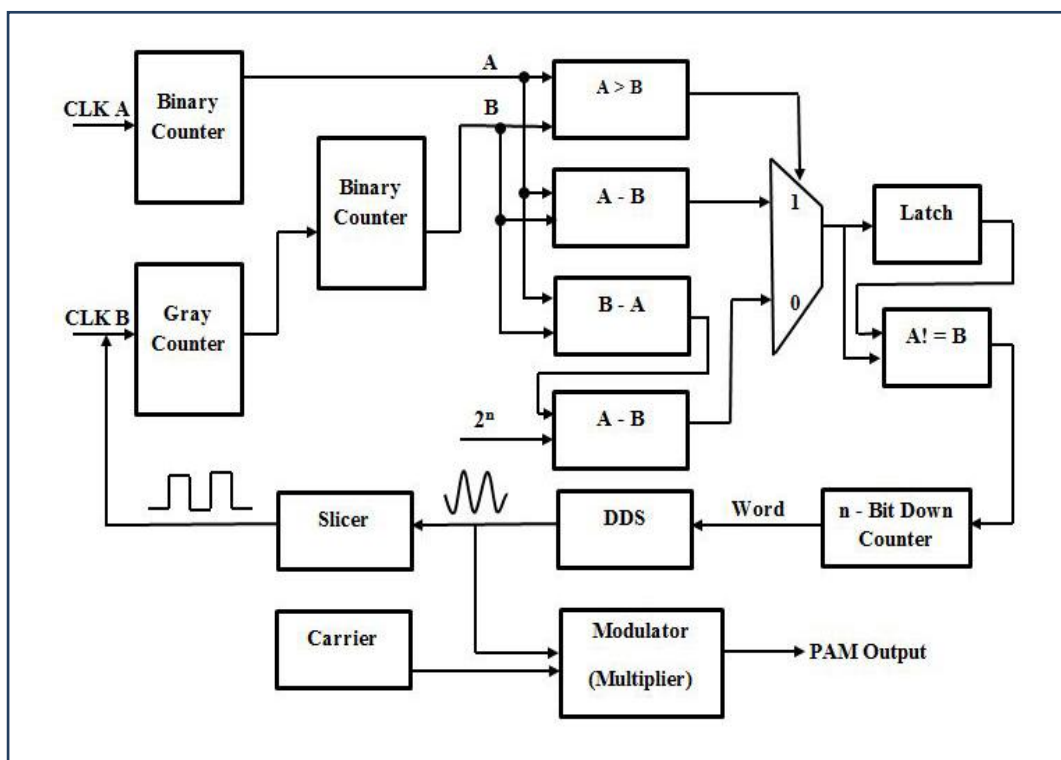 CLK A
Binary
Counter
A
B
A > B
Binary
Counter
A - B
1
Latch
CLK B
Gray
Counter
B - A
0
A! = B
2ⁿ
A - B
Slicer
DDS
Word
n - Bit Down
Counter
Carrier
Modulator
(Multiplier)
PAM Output